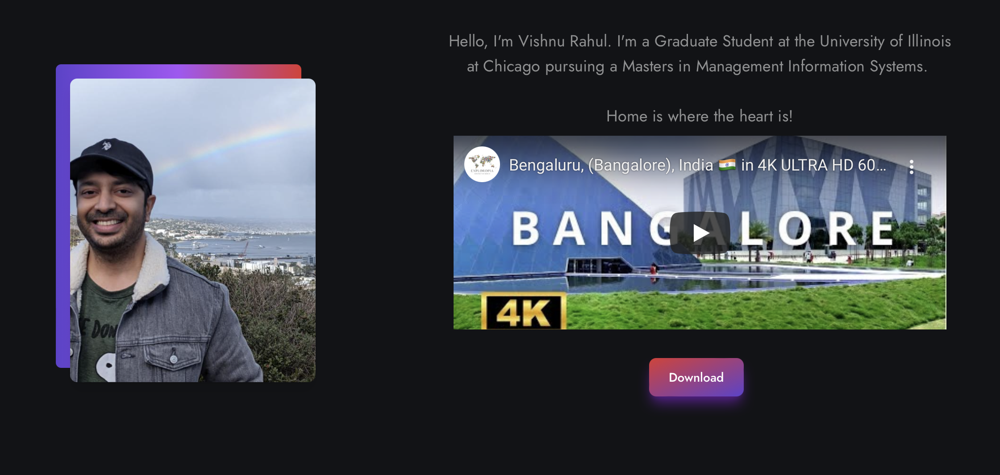 Hello, I'm Vishnu Rahul. I'm a Graduate Student at the University of Illinois
at Chicago pursuing a Masters in Management Information Systems.
Home is where the heart is!
EXPLOROPIA
Bengaluru, (Bangalore), India 🇮🇳 in 4K ULTRA HD 60...
BANGALORE
4K
DON
Download